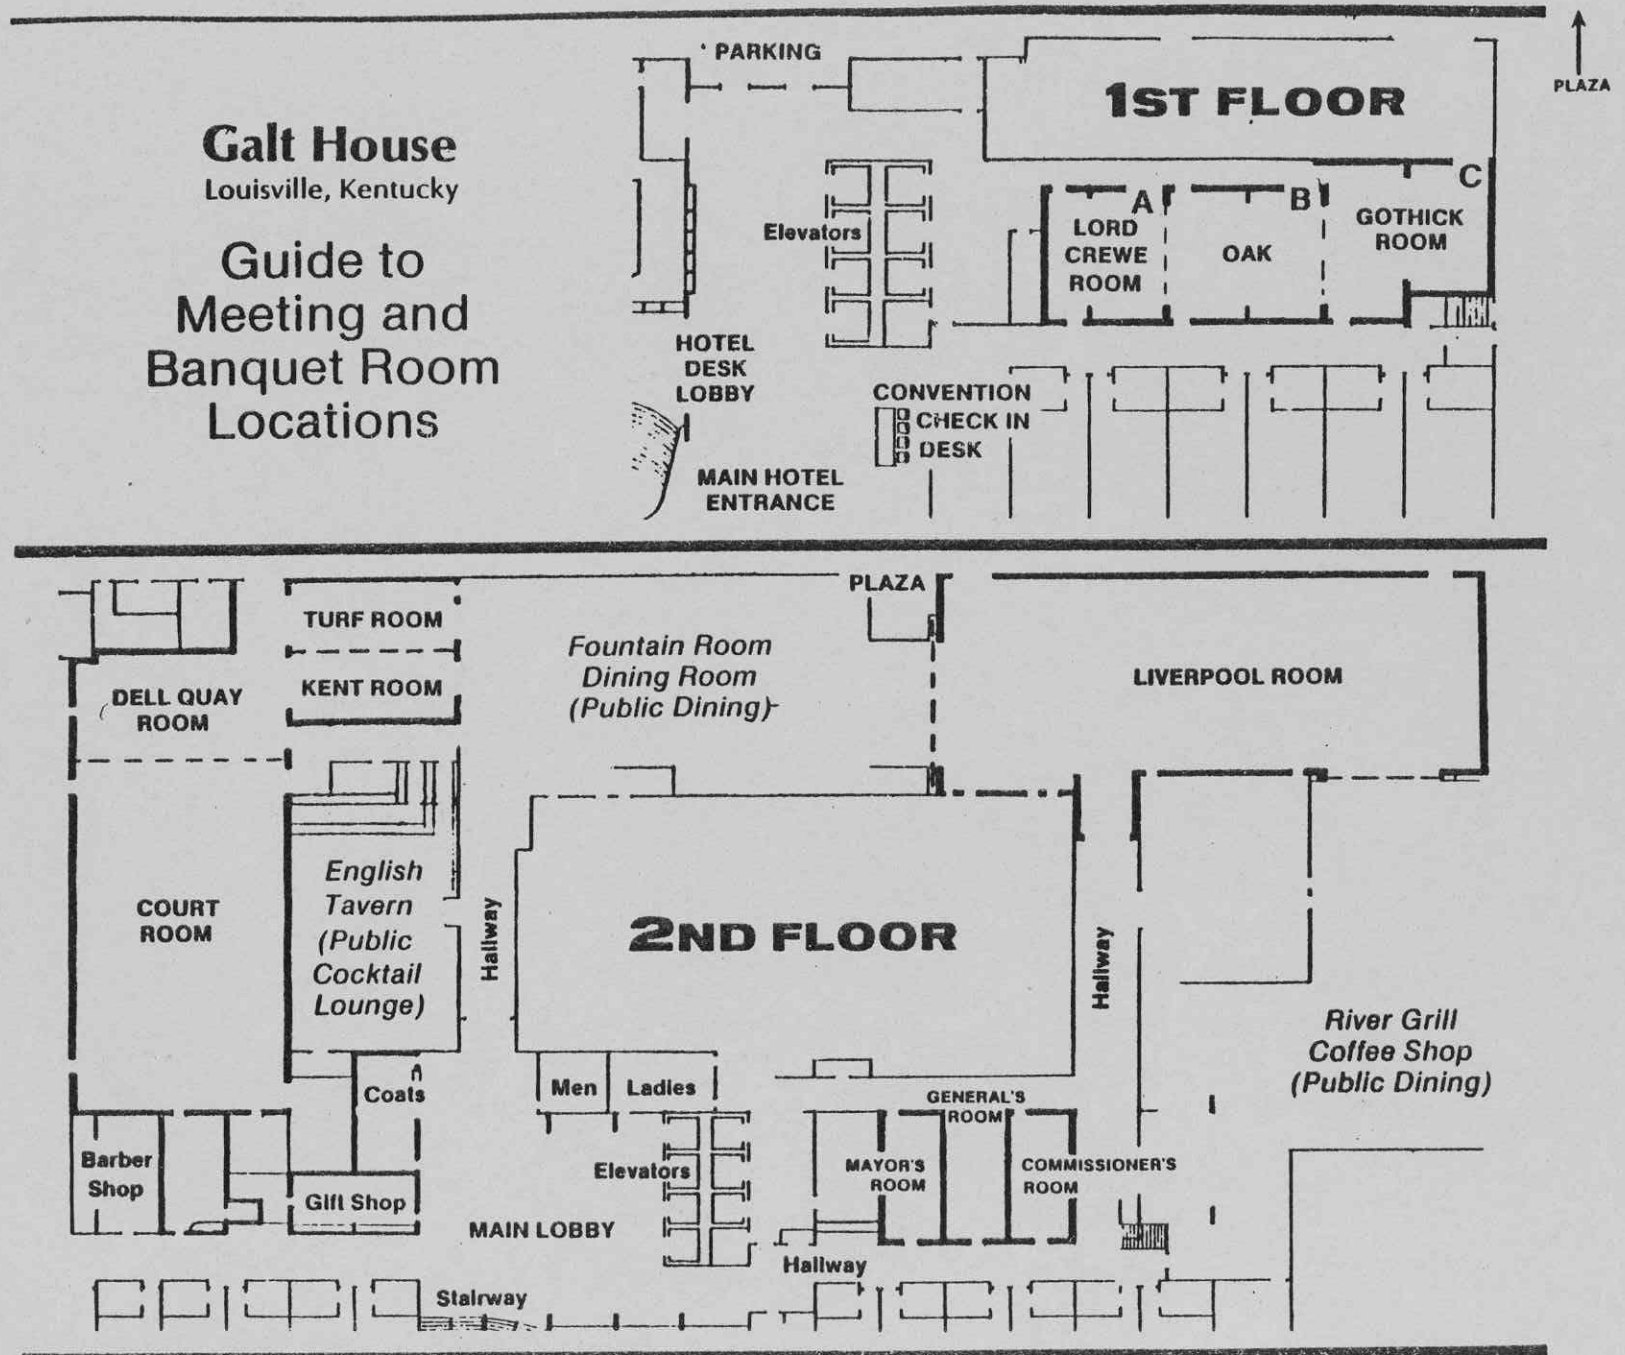 Galt House
Louisville, Kentucky
Guide to
Meeting and
Banquet Room
Locations
PARKING
1ST FLOOR
PLAZA
Elevators
A
LORD
CREWE
ROOM
B
OAK
C
GOTHICK
ROOM
HOTEL
DESK
LOBBY
CONVENTION
CHECK IN
DESK
MAIN HOTEL
ENTRANCE
TURF ROOM
KENT ROOM
DELL QUAY
ROOM
Fountain Room
Dining Room
(Public Dining)
PLAZA
LIVERPOOL ROOM
COURT
ROOM
English
Tavern
(Public
Cocktail
Lounge)
Hallway
2ND FLOOR
Hallway
River Grill
Coffee Shop
(Public Dining)
Coats
Men
Ladies
GENERAL'S
ROOM
Barber
Shop
Gift Shop
Elevators
MAYOR'S
ROOM
COMMISSIONER'S
ROOM
MAIN LOBBY
Hallway
Stairway